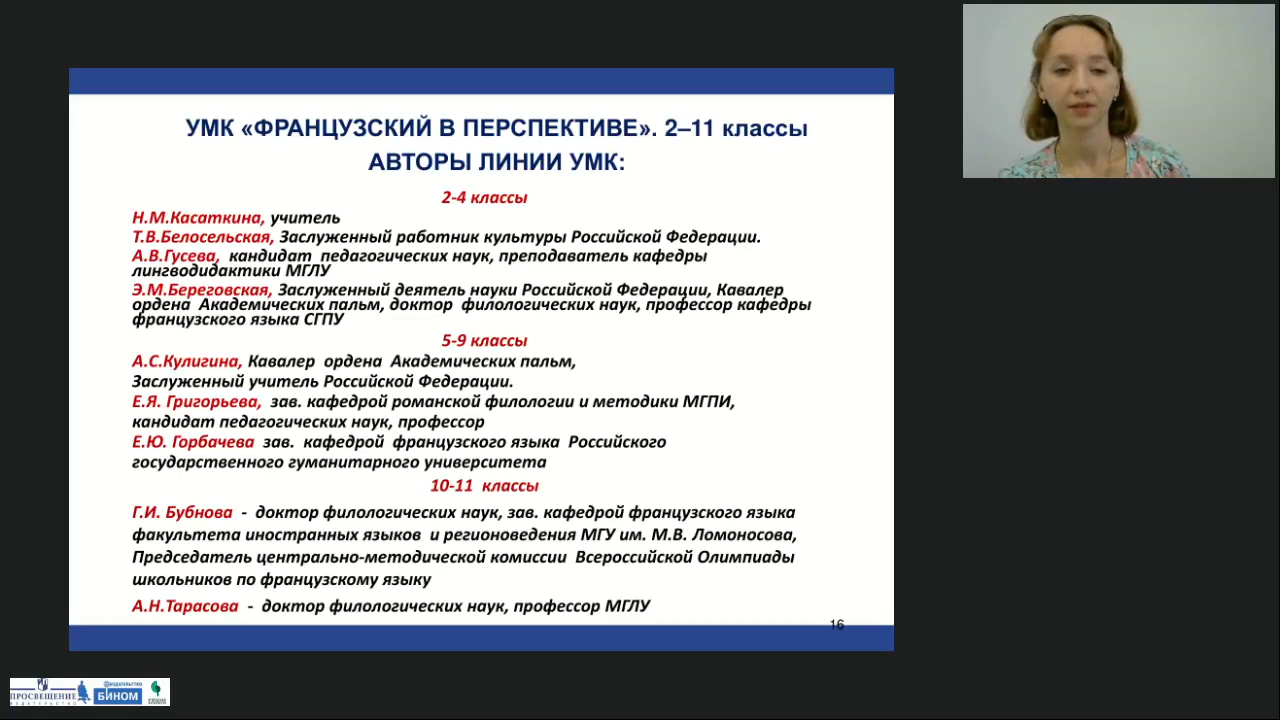 УМК «ФРАНЦУЗСКИЙ В ПЕРСПЕКТИВЕ». 2–11 классы
АВТОРЫ ЛИНИИ УМК:
2-4 классы
Н.М.Касаткина, учитель
Т.В.Белосельская, Заслуженный работник культуры Российской Федерации.
А.В.Гусева, кандидат педагогических наук, преподаватель кафедры
лингводидактики МГЛУ
Э.М.Береговская, Заслуженный деятель науки Российской Федерации, Кавалер
ордена Академических пальм, доктор филологических наук, профессор кафедры
французского языка СГПУ
5-9 классы
А.С.Кулигина, Кавалер ордена Академических пальм,
Заслуженный учитель Российской Федерации.
Е.Я. Григорьева, зав. кафедрой романской филологии и методики МГПИ,
кандидат педагогических наук, профессор
Е.Ю. Горбачева зав. кафедрой французского языка Российского
государственного гуманитарного университета
10-11 классы
Г.И. Бубнова - доктор филологических наук, зав. кафедрой французского языка
факультета иностранных языков и регионоведения МГУ им. М.В. Ломоносова,
Председатель центрально-методической комиссии Всероссийской Олимпиады
школьников по французскому языку
А.Н.Тарасова - доктор филологических наук, профессор МГЛУ
16
ПРОСВЕЩЕНИЕ
ИЗДАТЕЛЬСТВО
ИЗДАТЕЛЬСТВО
БИНОМ